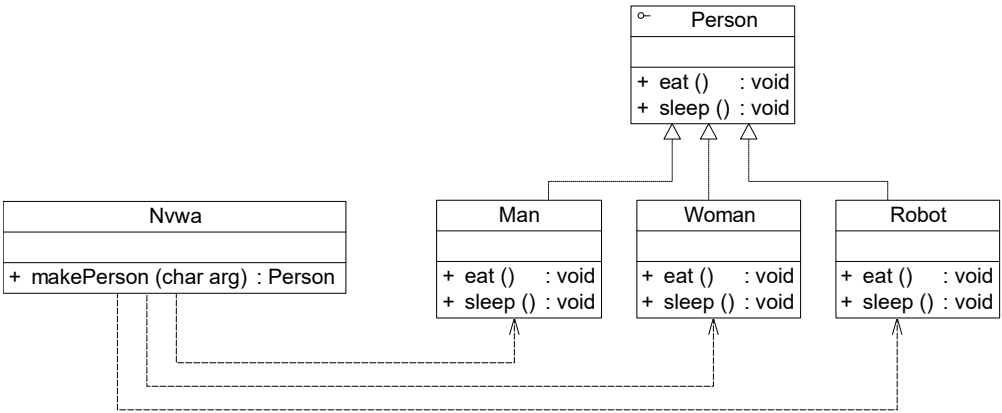 Person
+ eat () : void
+ sleep () : void
Nvwa
+ makePerson (char arg) : Person
Man
+ eat () : void
+ sleep () : void
Woman
+ eat () : void
+ sleep () : void
Robot
+ eat () : void
+ sleep () : void